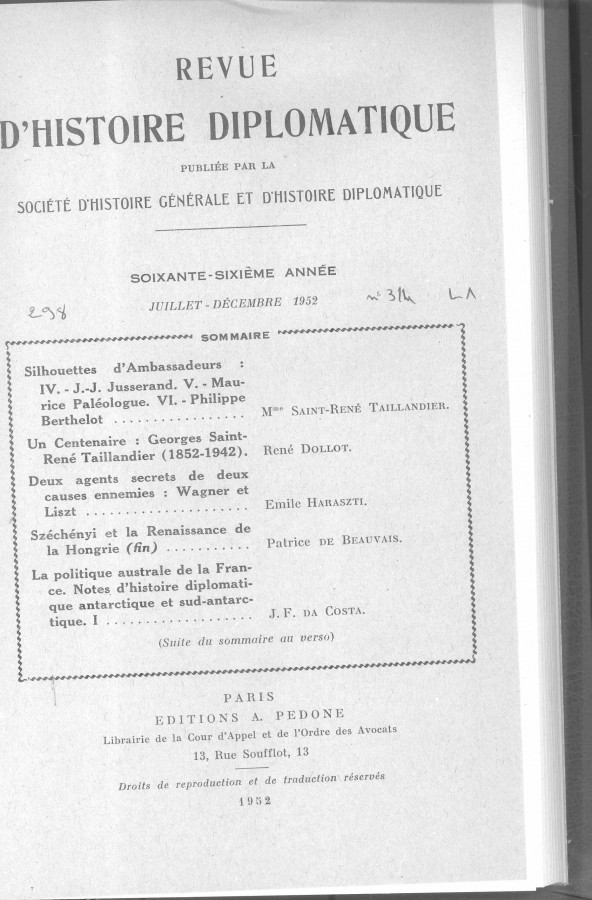 REVUE
D'HISTOIRE DIPLOMATIQUE
PUBLIÉE PAR LA
SOCIÉTÉ D'HISTOIRE GÉNÉRALE ET D'HISTOIRE DIPLOMATIQUE
SOIXANTE-SIXIÈME ANNÉE
298 JUILLET-DÉCEMBRE 1952 n° 3/4
SOMMAIRE
Silhouettes d'Ambassadeurs :
IV. - J.-J. Jusserand. V. - Mau-
rice Paléologue. VI. - Philippe
Berthelot ................. Mme SAINT-RENÉ TAILLANDIER.
Un Centenaire : Georges Saint-
René Taillandier (1852-1942). René DOLLOT.
Deux agents secrets de deux
causes ennemies : Wagner et
Liszt ..................... Emile HARASZTI.
Széchényi et la Renaissance de
la Hongrie (fin) ........... Patrice DE BEAUVAIS.
La politique australe de la Fran-
ce. Notes d'histoire diplomati-
que antarctique et sud-antarc-
tique. I ................... J. F. DA COSTA.
(Suite du sommaire au verso)
PARIS
EDITIONS A. PEDONE
Librairie de la Cour d'Appel et de l'Ordre des Avocats
13, Rue Soufflot, 13
Droits de reproduction et de traduction réservés
1952